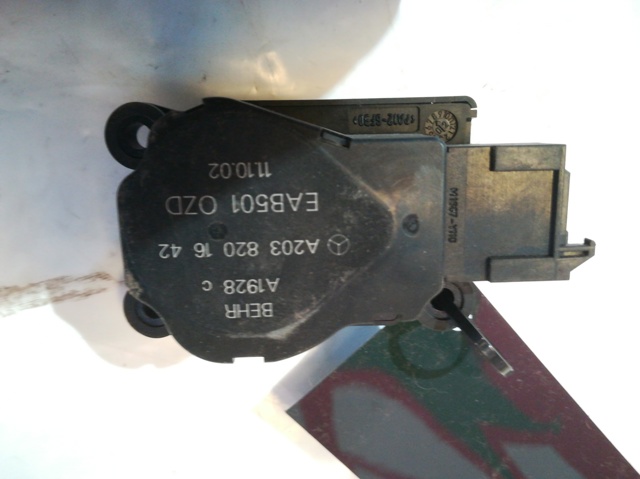 BEHR
A1928 c
A203 820 16 42
EAB501 OZD
11.10.02